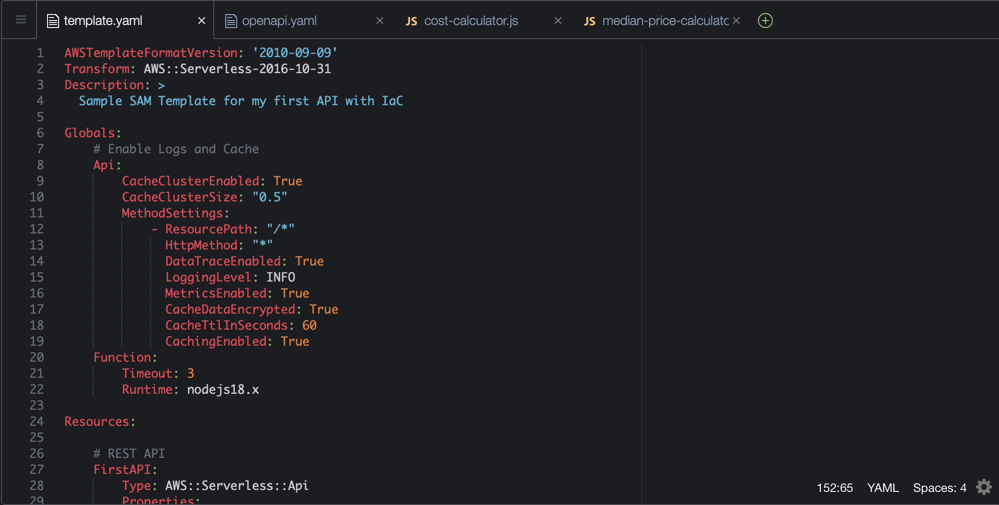 template.yaml × openapi.yaml × JS cost-calculator.js × JS median-price-calculato ×
1 AWSTemplateFormatVersion: '2010-09-09'
2 Transform: AWS::Serverless-2016-10-31
3 Description: >
4   Sample SAM Template for my first API with IaC
5
6 Globals:
7     # Enable Logs and Cache
8     Api:
9         CacheClusterEnabled: True
10         CacheClusterSize: "0.5"
11         MethodSettings:
12             - ResourcePath: "/*"
13               HttpMethod: "*"
14               DataTraceEnabled: True
15               LoggingLevel: INFO
16               MetricsEnabled: True
17               CacheDataEncrypted: True
18               CacheTtlInSeconds: 60
19               CachingEnabled: True
20     Function:
21         Timeout: 3
22         Runtime: nodejs18.x
23
24 Resources:
25
26     # REST API
27     FirstAPI:
28         Type: AWS::Serverless::Api
29         Properties:
152:65 YAML Spaces: 4